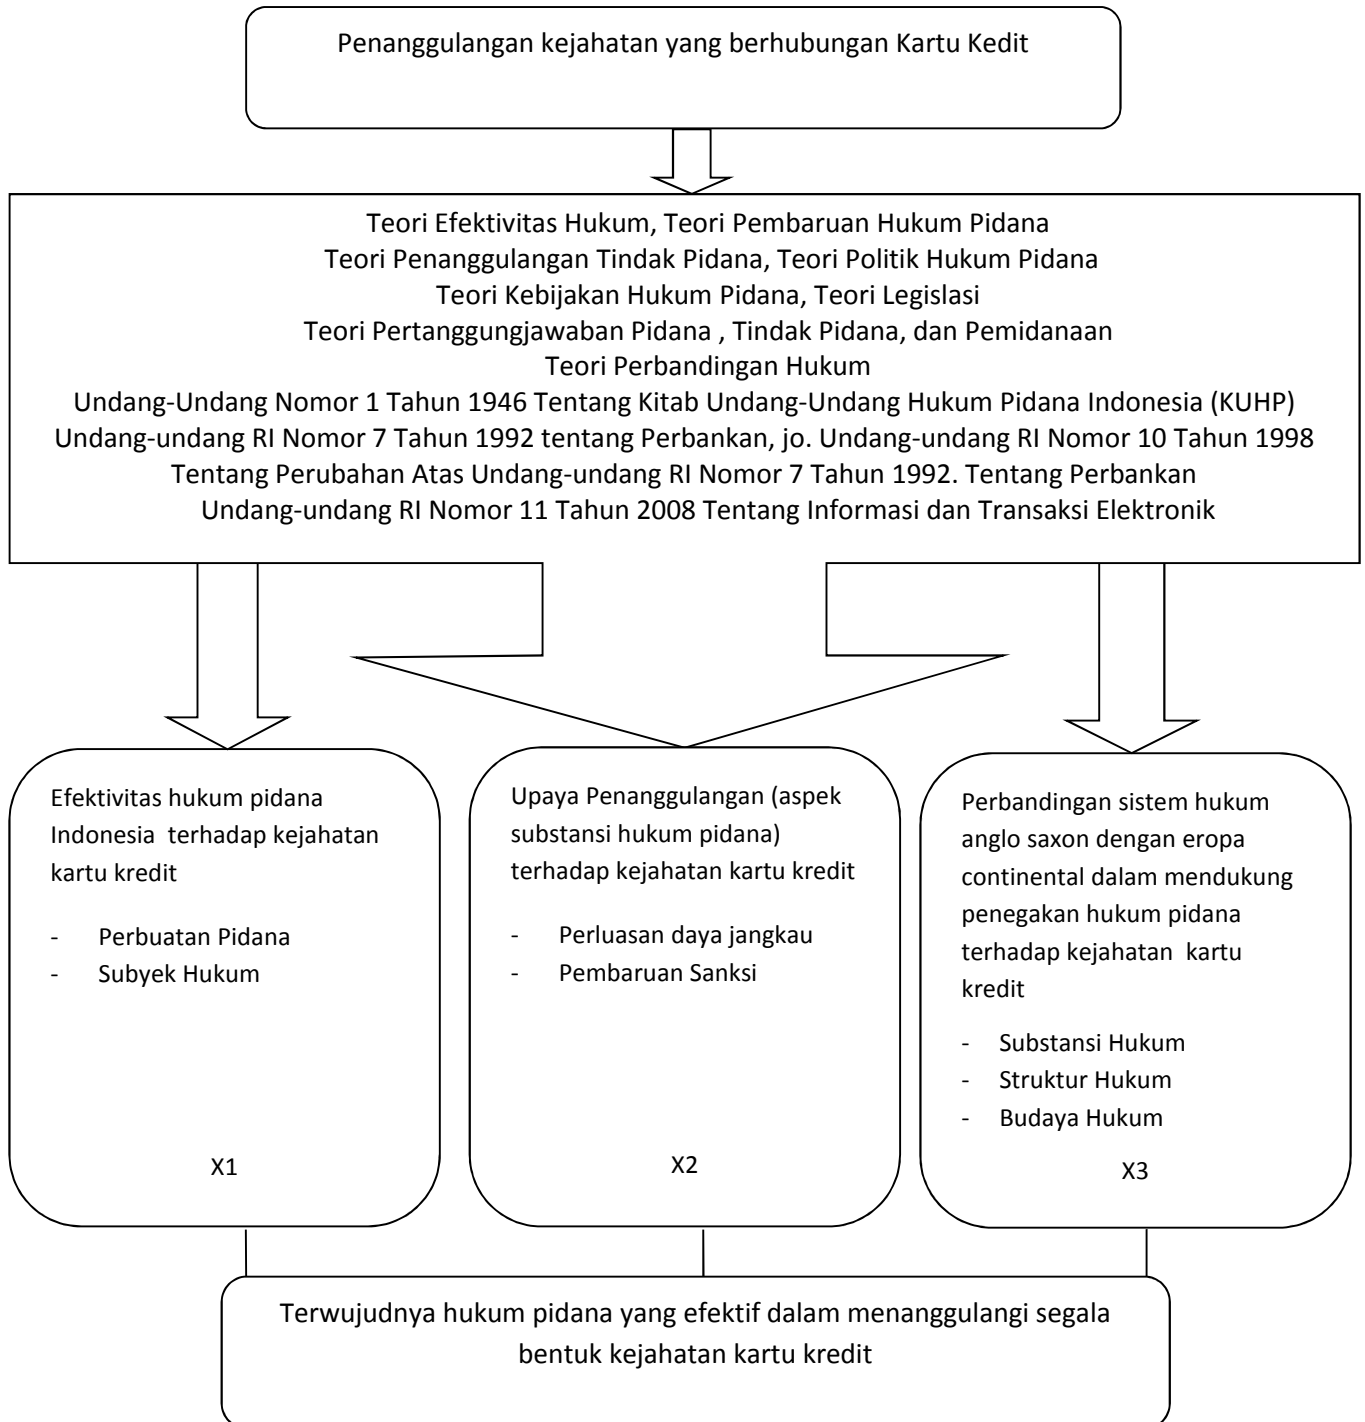 Penanggulangan kejahatan yang berhubungan Kartu Kedit
Teori Efektivitas Hukum, Teori Pembaruan Hukum Pidana
Teori Penanggulangan Tindak Pidana, Teori Politik Hukum Pidana
Teori Kebijakan Hukum Pidana, Teori Legislasi
Teori Pertanggungjawaban Pidana , Tindak Pidana, dan Pemidanaan
Teori Perbandingan Hukum
Undang-Undang Nomor 1 Tahun 1946 Tentang Kitab Undang-Undang Hukum Pidana Indonesia (KUHP)
Undang-undang RI Nomor 7 Tahun 1992 tentang Perbankan, jo. Undang-undang RI Nomor 10 Tahun 1998
Tentang Perubahan Atas Undang-undang RI Nomor 7 Tahun 1992. Tentang Perbankan
Undang-undang RI Nomor 11 Tahun 2008 Tentang Informasi dan Transaksi Elektronik
Efektivitas hukum pidana
Indonesia terhadap kejahatan
kartu kredit
- Perbuatan Pidana
- Subyek Hukum
X1
Upaya Penanggulangan (aspek
substansi hukum pidana)
terhadap kejahatan kartu kredit
- Perluasan daya jangkau
- Pembaruan Sanksi
X2
Perbandingan sistem hukum
anglo saxon dengan eropa
continental dalam mendukung
penegakan hukum pidana
terhadap kejahatan kartu
kredit
- Substansi Hukum
- Struktur Hukum
- Budaya Hukum
X3
Terwujudnya hukum pidana yang efektif dalam menanggulangi segala
bentuk kejahatan kartu kredit